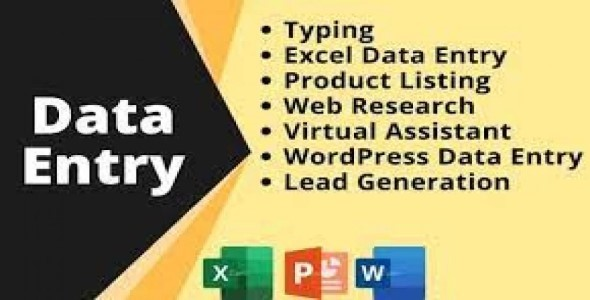 Data
Entry
• Typing
• Excel Data Entry
• Product Listing
• Web Research
• Virtual Assistant
• WordPress Data Entry
• Lead Generation
X
P
W